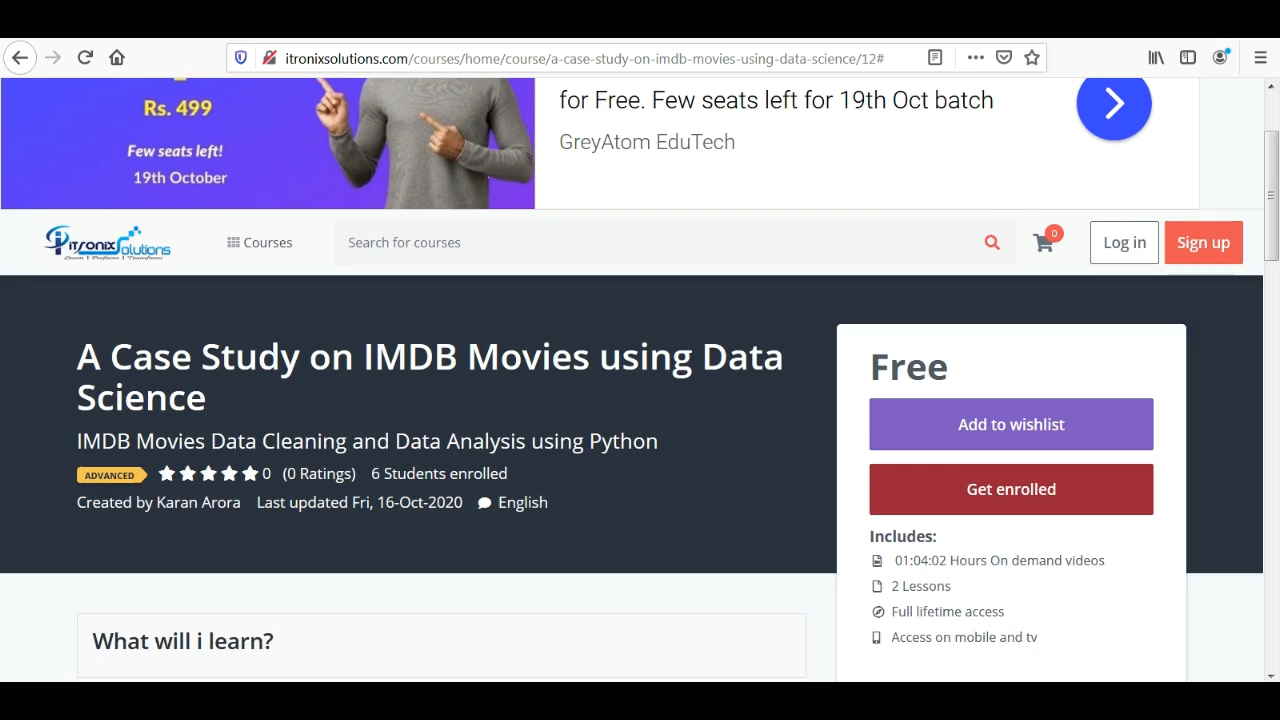 itronixsolutions.com/courses/home/course/a-case-study-on-imdb-movies-using-data-science/12#
Rs. 499
Few seats left!
19th October
for Free. Few seats left for 19th Oct batch
GreyAtom EduTech
Itronix Solutions
Learn | Perform | Transform
Courses
Search for courses
0
Log in
Sign up
A Case Study on IMDB Movies using Data
Science
IMDB Movies Data Cleaning and Data Analysis using Python
ADVANCED 0 (0 Ratings) 6 Students enrolled
Created by Karan Arora Last updated Fri, 16-Oct-2020 English
Free
Add to wishlist
Get enrolled
Includes:
01:04:02 Hours On demand videos
2 Lessons
Full lifetime access
Access on mobile and tv
What will i learn?